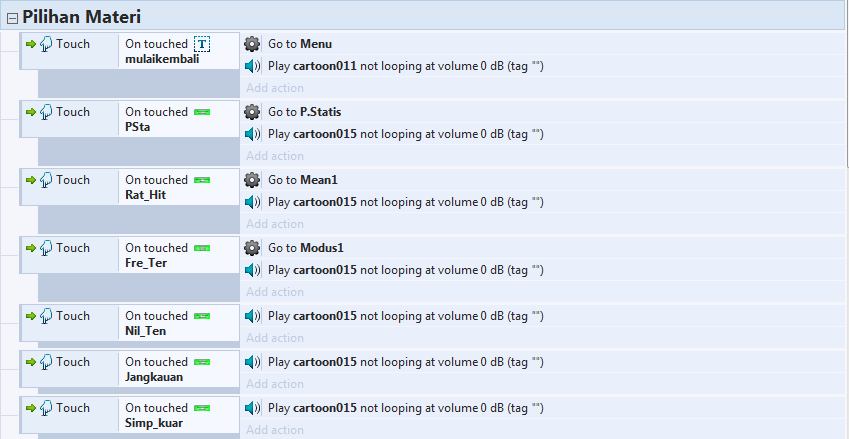 Pilihan Materi
Touch On touched T Go to Menu
mulaikembali Play cartoon011 not looping at volume 0 dB (tag "")
Add action
Touch On touched Go to P.Statis
PSta Play cartoon015 not looping at volume 0 dB (tag "")
Add action
Touch On touched Go to Mean1
Rat_Hit Play cartoon015 not looping at volume 0 dB (tag "")
Add action
Touch On touched Go to Modus1
Fre_Ter Play cartoon015 not looping at volume 0 dB (tag "")
Add action
Touch On touched Play cartoon015 not looping at volume 0 dB (tag "")
Nil_Ten Add action
Touch On touched Play cartoon015 not looping at volume 0 dB (tag "")
Jangkauan Add action
Touch On touched Play cartoon015 not looping at volume 0 dB (tag "")
Simp_kuar Add action